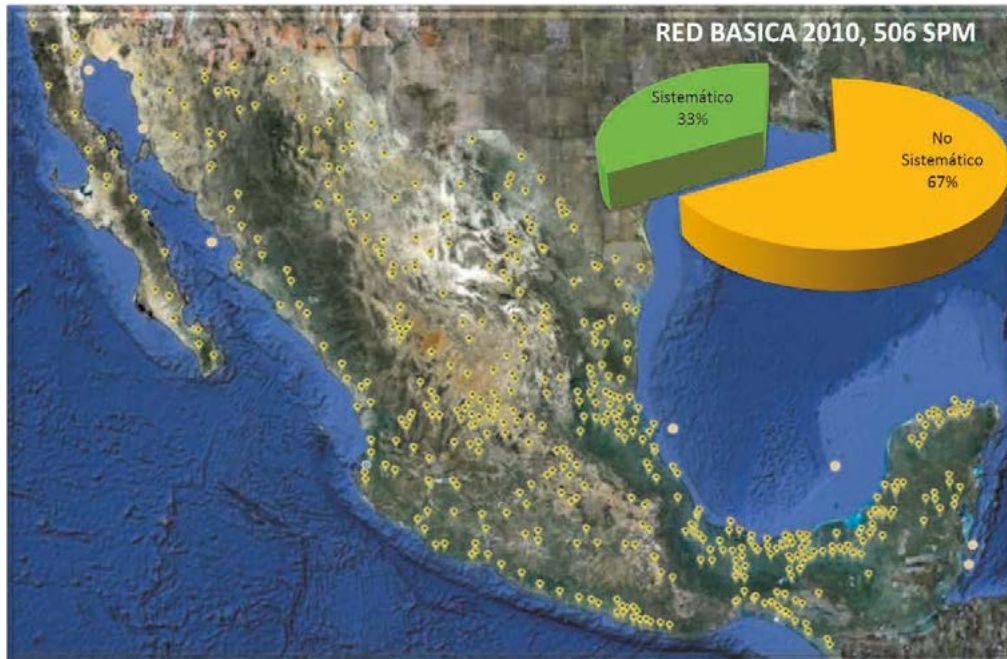 RED BASICA 2010, 506 SPM
Sistemático
33%
No
Sistemático
67%